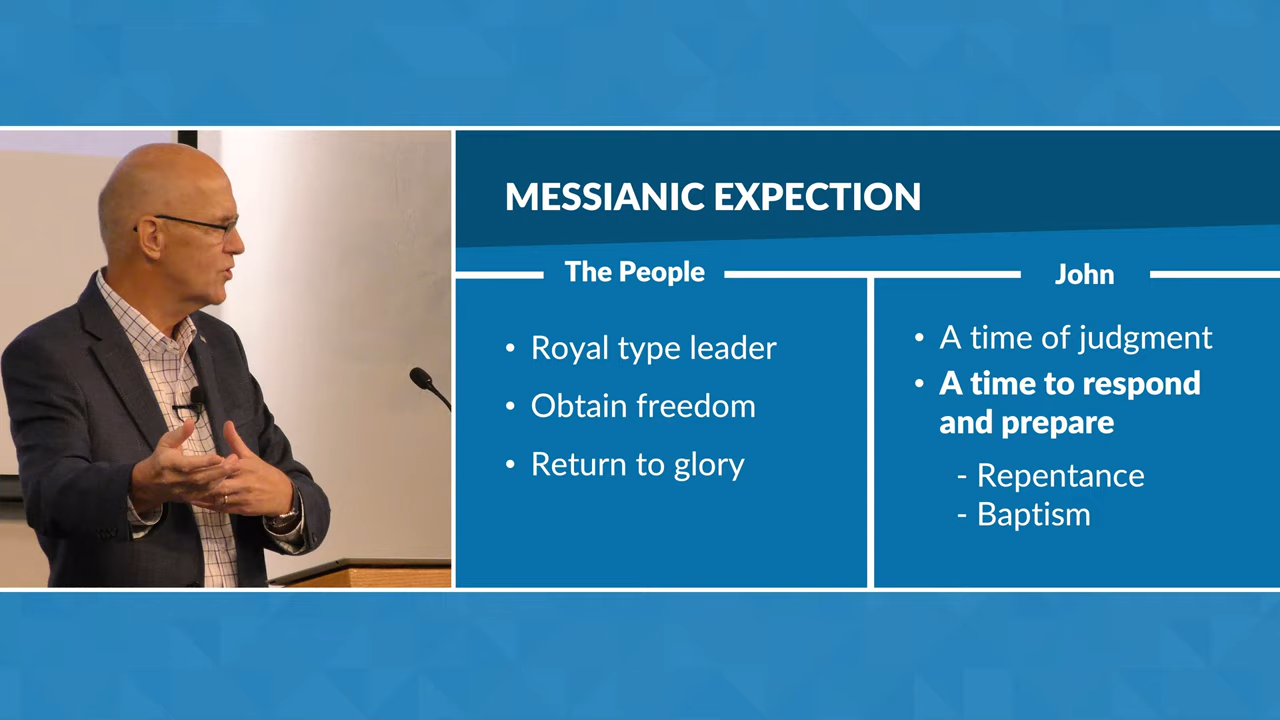 MESSIANIC EXPECTION
The People
• Royal type leader
• Obtain freedom
• Return to glory
John
• A time of judgment
• A time to respond
and prepare
- Repentance
- Baptism